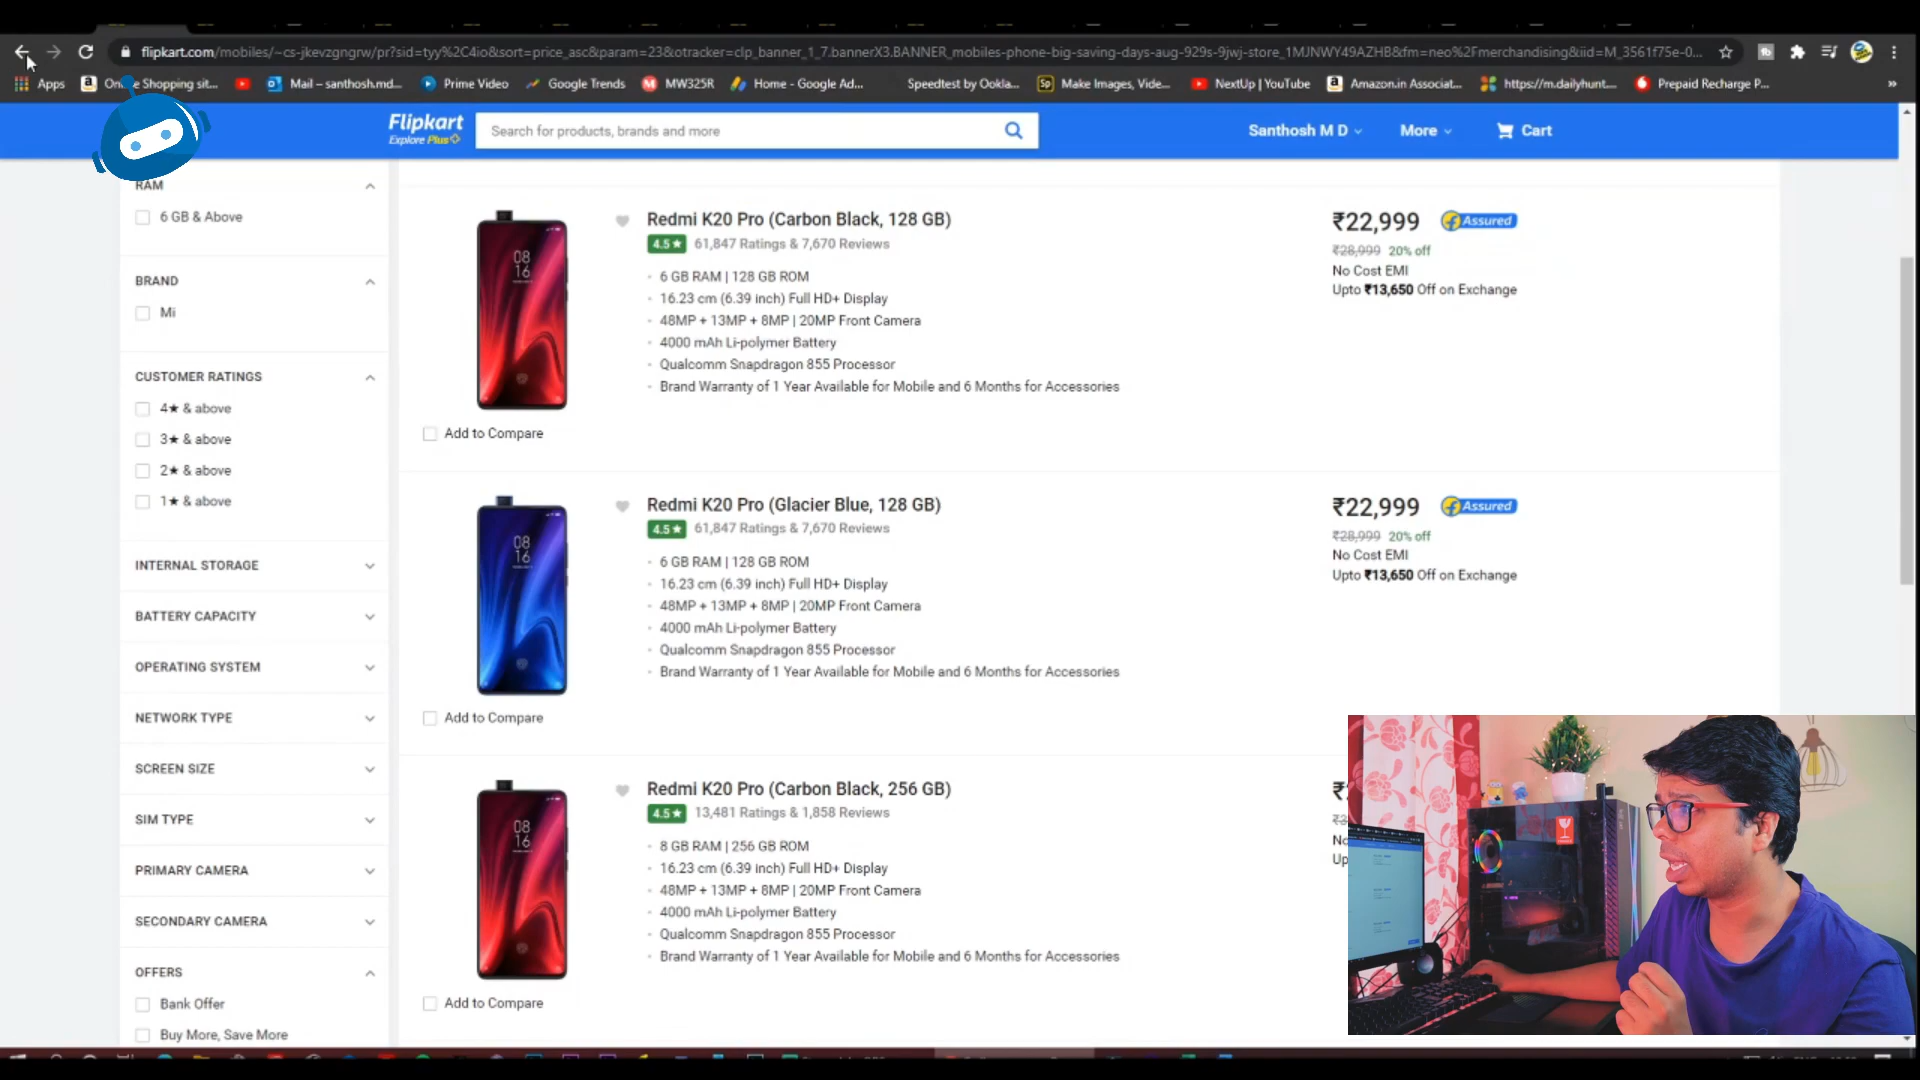 flipkart.com/mobiles/~cs-jkevzgngrw/pr?sid=tyy%2C4io&sort=price_asc&param=23&otracker=clp_banner_1_7.bannerX3.BANNER_mobiles-phone-big-saving-days-aug-929s-9jwj-store_1MJNWY49AZHB&fm=neo%2Fmerchandising&iid=M_3561f75e-0...
Apps Shopping sit... Mail – santhosh.md... Prime Video Google Trends MW325R Home - Google Ad... Speedtest by Ookla... Sp Make Images, Vide... NextUp | YouTube Amazon.in Associat... https://m.dailyhunt.... Prepaid Recharge P... »
Flipkart
Explore Plus
Search for products, brands and more
Santhosh M D
More
Cart
RAM
6 GB & Above
BRAND
Mi
CUSTOMER RATINGS
4★ & above
3★ & above
2★ & above
1★ & above
INTERNAL STORAGE
BATTERY CAPACITY
OPERATING SYSTEM
NETWORK TYPE
SCREEN SIZE
SIM TYPE
PRIMARY CAMERA
SECONDARY CAMERA
OFFERS
Bank Offer
Buy More, Save More
08
16
Add to Compare
Redmi K20 Pro (Carbon Black, 128 GB)
4.5★ 61,847 Ratings & 7,670 Reviews
6 GB RAM | 128 GB ROM
16.23 cm (6.39 inch) Full HD+ Display
48MP + 13MP + 8MP | 20MP Front Camera
4000 mAh Li-polymer Battery
Qualcomm Snapdragon 855 Processor
Brand Warranty of 1 Year Available for Mobile and 6 Months for Accessories
₹22,999 Assured
₹28,999 20% off
No Cost EMI
Upto ₹13,650 Off on Exchange
08
16
Add to Compare
Redmi K20 Pro (Glacier Blue, 128 GB)
4.5★ 61,847 Ratings & 7,670 Reviews
6 GB RAM | 128 GB ROM
16.23 cm (6.39 inch) Full HD+ Display
48MP + 13MP + 8MP | 20MP Front Camera
4000 mAh Li-polymer Battery
Qualcomm Snapdragon 855 Processor
Brand Warranty of 1 Year Available for Mobile and 6 Months for Accessories
₹22,999 Assured
₹28,999 20% off
No Cost EMI
Upto ₹13,650 Off on Exchange
08
16
Add to Compare
Redmi K20 Pro (Carbon Black, 256 GB)
4.5★ 13,481 Ratings & 1,858 Reviews
8 GB RAM | 256 GB ROM
16.23 cm (6.39 inch) Full HD+ Display
48MP + 13MP + 8MP | 20MP Front Camera
4000 mAh Li-polymer Battery
Qualcomm Snapdragon 855 Processor
Brand Warranty of 1 Year Available for Mobile and 6 Months for Accessories